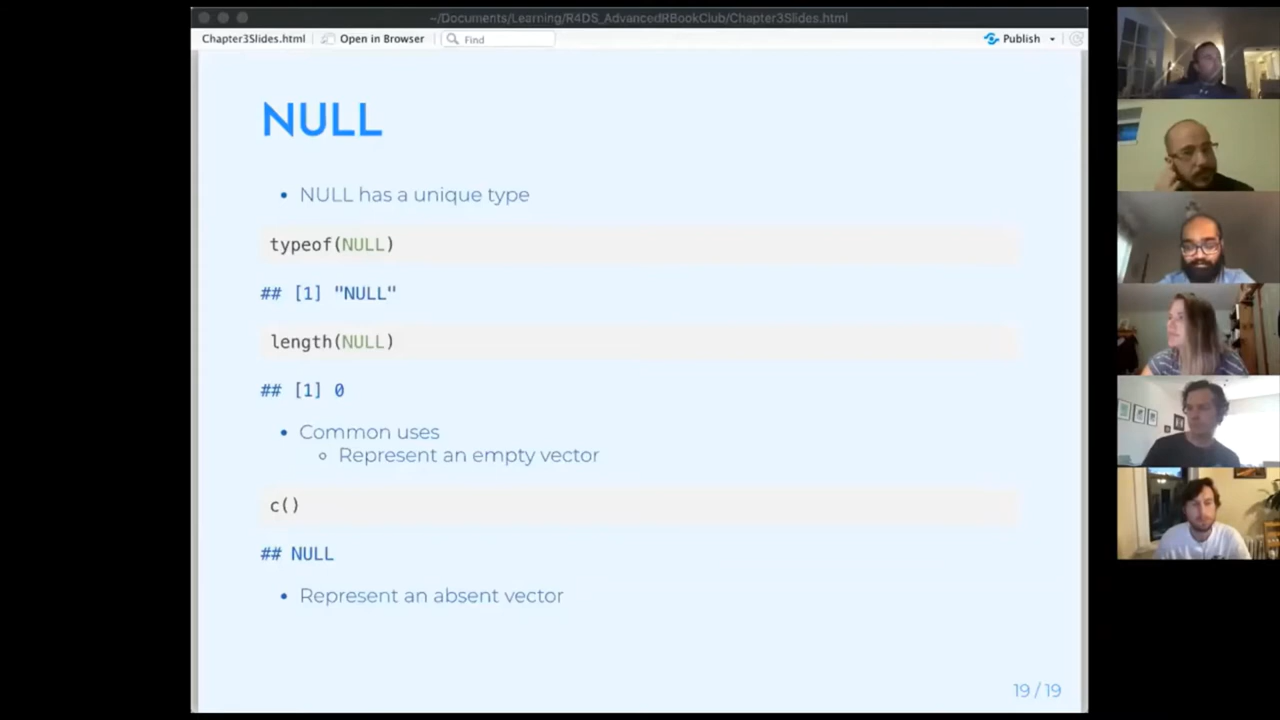 ~/Documents/Learning/R4DS_AdvancedRBookClub/Chapter3Slides.html
Chapter3Slides.html Open in Browser Find Publish
NULL
• NULL has a unique type
typeof(NULL)
## [1] "NULL"
length(NULL)
## [1] 0
• Common uses
◦ Represent an empty vector
c()
## NULL
• Represent an absent vector
19 / 19